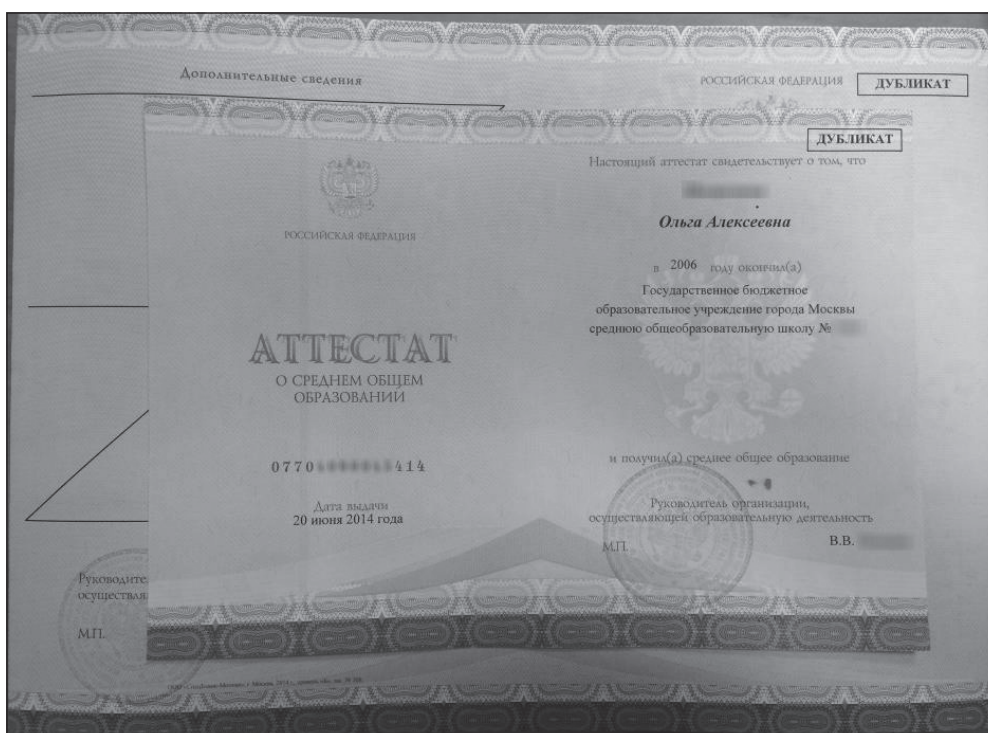 Дополнительные сведения
РОССИЙСКАЯ ФЕДЕРАЦИЯ
ДУБЛИКАТ
ДУБЛИКАТ
РОССИЙСКАЯ ФЕДЕРАЦИЯ
АТТЕСТАТ
О СРЕДНЕМ ОБЩЕМ
ОБРАЗОВАНИИ
0770 414
Дата выдачи
20 июня 2014 года
Настоящий аттестат свидетельствует о том, что
Ольга Алексеевна
в 2006 году окончил(а)
Государственное бюджетное
образовательное учреждение города Москвы
среднюю общеобразовательную школу №
и получил(а) среднее общее образование
Руководитель организации,
осуществляющей образовательную деятельность
М.П.
В.В.
Руководите
осуществля
М.П.